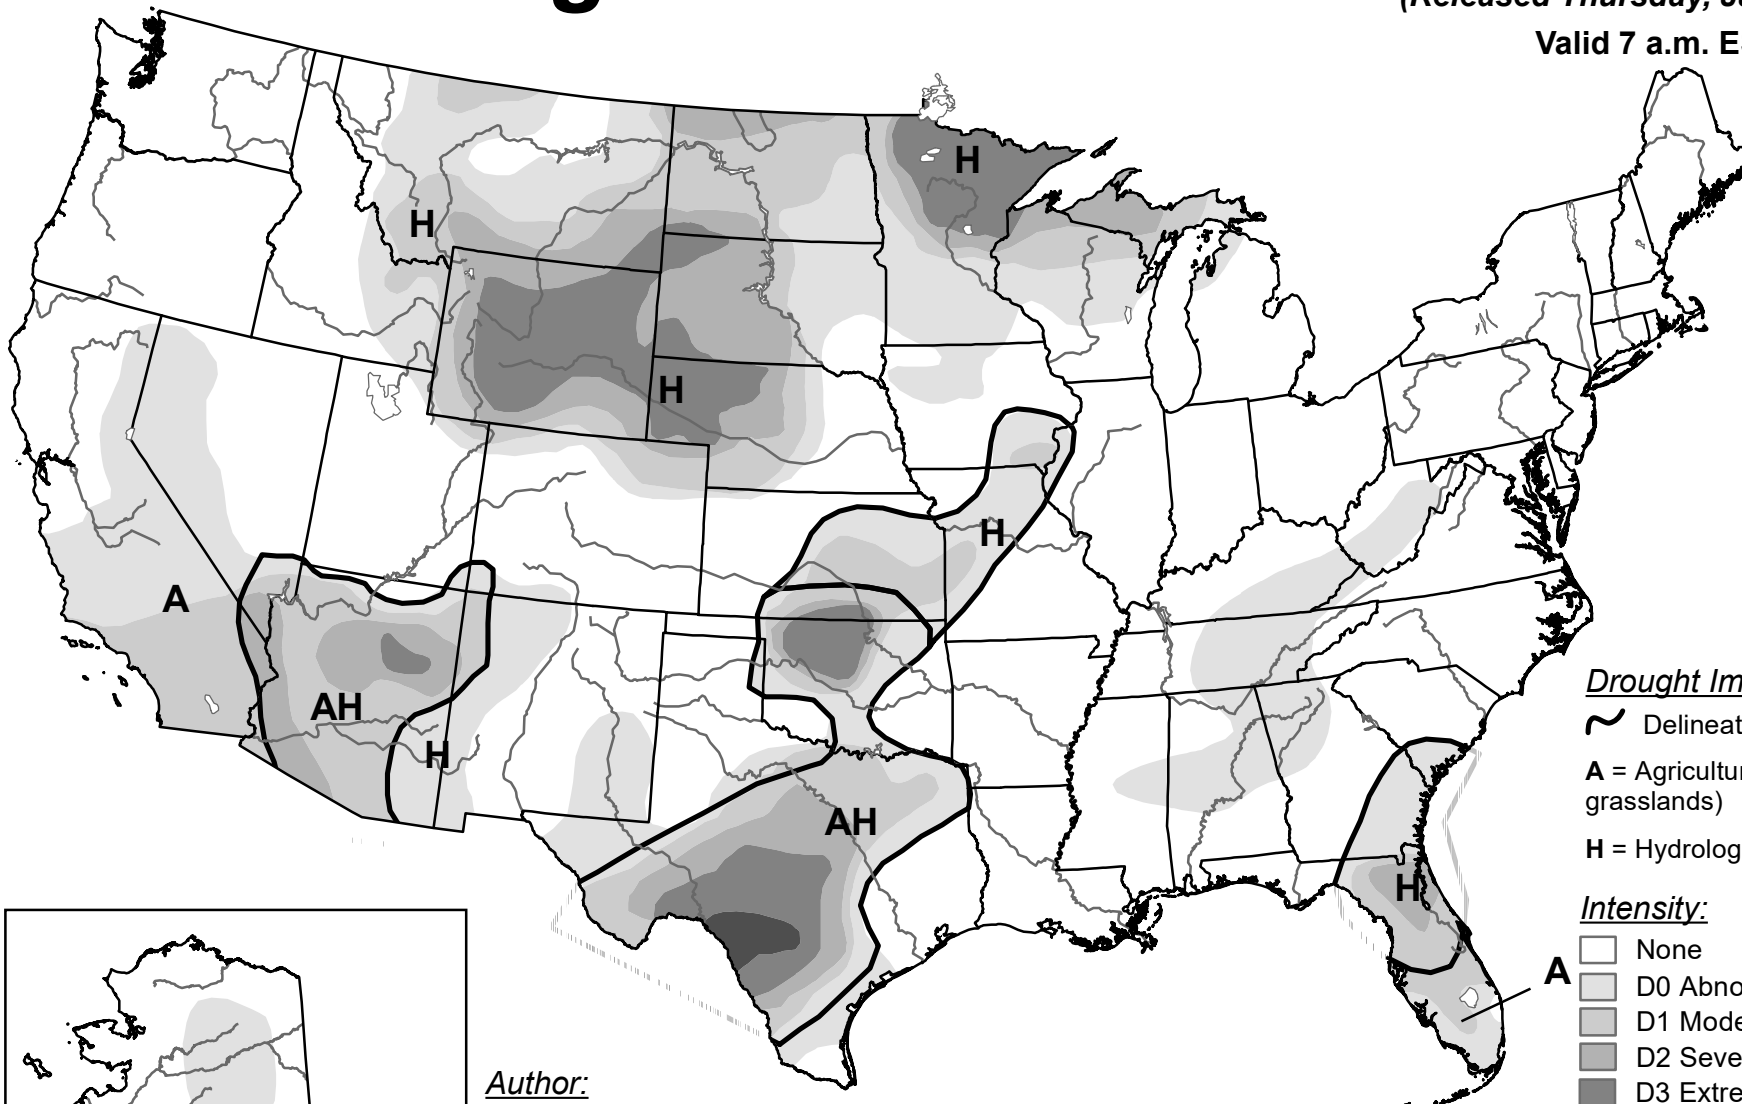 (Released Thursday,
Valid 7 a.m.
H
H
H
H
A
AH
H
AH
H
A
Drought
Delineat
A = Agricultur
grasslands)
H = Hydrolog
Intensity:
None
D0 Abno
D1 Mode
D2 Seve
D3 Extre
Author: